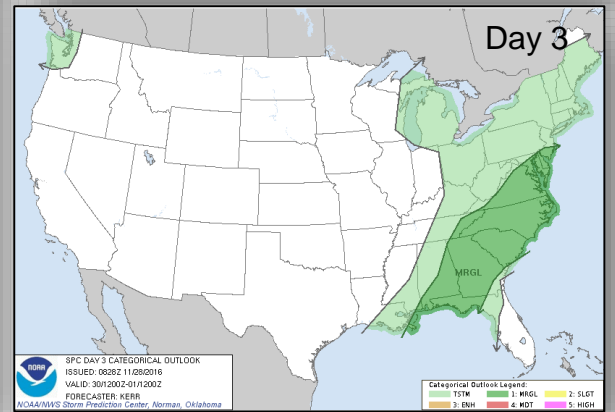 Day 3
MRGL
NOAA
SPC DAY 3 CATEGORICAL OUTLOOK
ISSUED: 0828Z 11/28/2016
VALID: 30/1200Z-01/1200Z
FORECASTER: KERR
NOAA/NWS Storm Prediction Center, Norman, Oklahoma
Categorical Outlook Legend:
TSTM 1: MRGL 2: SLGT
3: ENH 4: MDT 5: HIGH